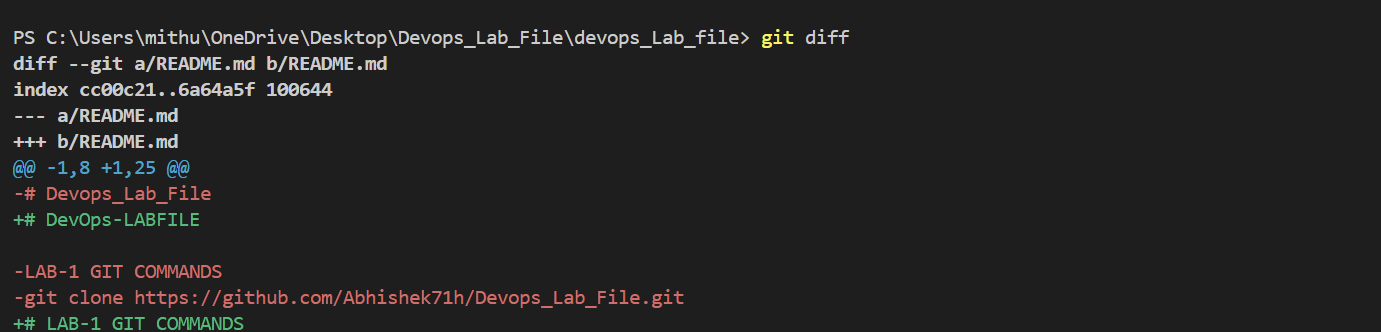 PS C:\Users\mithu\OneDrive\Desktop\Devops_Lab_File\devops_Lab_file> git diff
diff --git a/README.md b/README.md
index cc00c21..6a64a5f 100644
--- a/README.md
+++ b/README.md
@@ -1,8 +1,25 @@
-# Devops_Lab_File
+# DevOps-LABFILE
-LAB-1 GIT COMMANDS
-git clone https://github.com/Abhishek71h/Devops_Lab_File.git
+# LAB-1 GIT COMMANDS